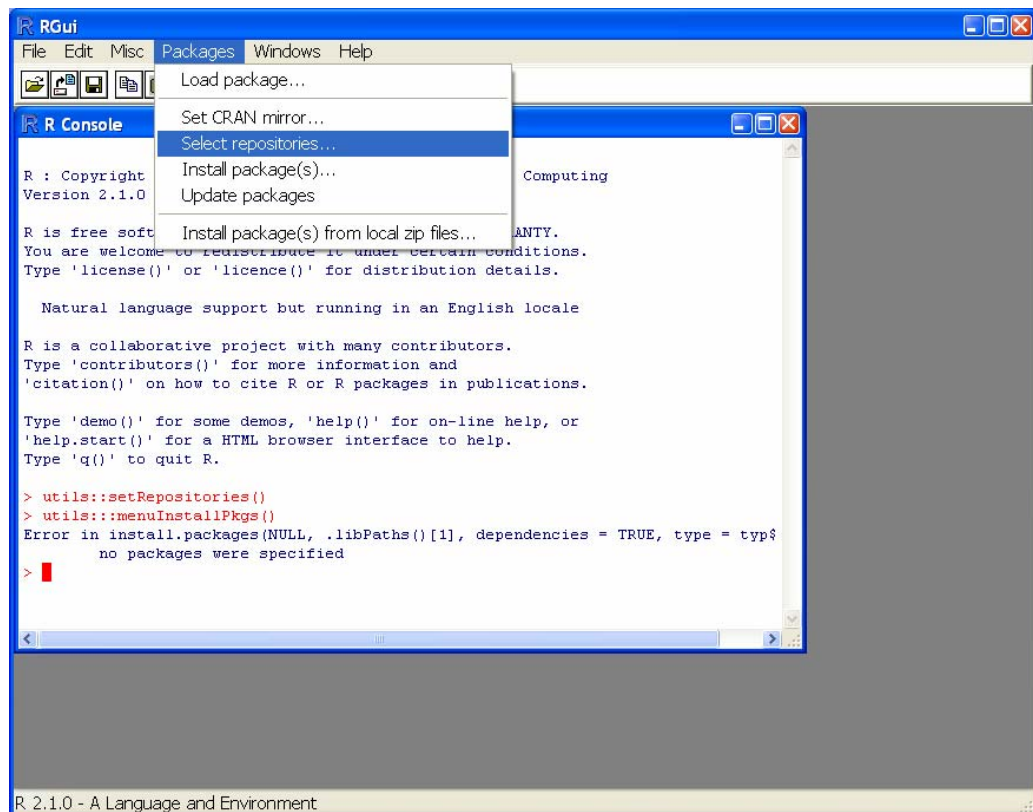 RGui
File Edit Misc Packages Windows Help
Load package...
Set CRAN mirror...
Select repositories...
Install package(s)...
Update packages
Install package(s) from local zip files...
R Console
R : Copyright Computing
Version 2.1.0
R is free soft ANTY.
You are welcome to redistribute it under certain conditions.
Type 'license()' or 'licence()' for distribution details.
Natural language support but running in an English locale
R is a collaborative project with many contributors.
Type 'contributors()' for more information and
'citation()' on how to cite R or R packages in publications.
Type 'demo()' for some demos, 'help()' for on-line help, or
'help.start()' for a HTML browser interface to help.
Type 'q()' to quit R.
> utils::setRepositories()
> utils:::menuInstallPkgs()
Error in install.packages(NULL, .libPaths()[1], dependencies = TRUE, type = typ$
no packages were specified
>
R 2.1.0 - A Language and Environment